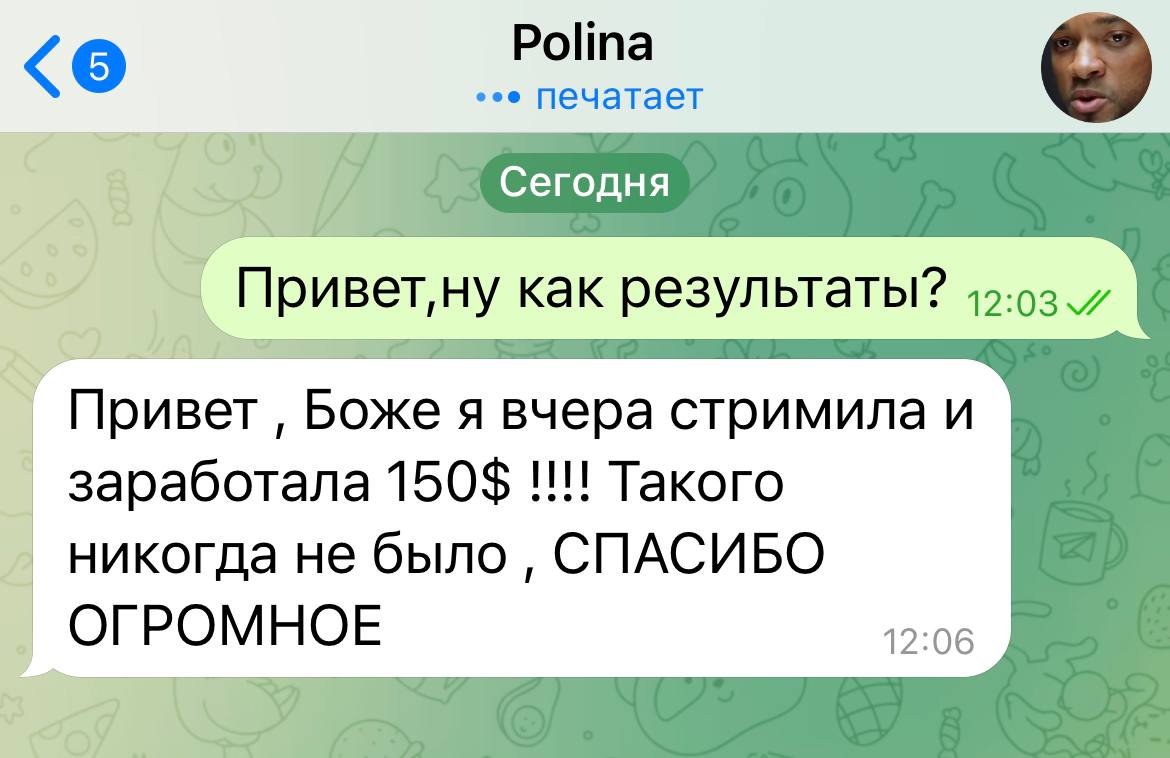 5
Polina
печатает
Сегодня
Привет,ну как результаты? 12:03
Привет , Боже я вчера стримила и
заработала 150$ !!!! Такого
никогда не было , СПАСИБО
ОГРОМНОЕ 12:06